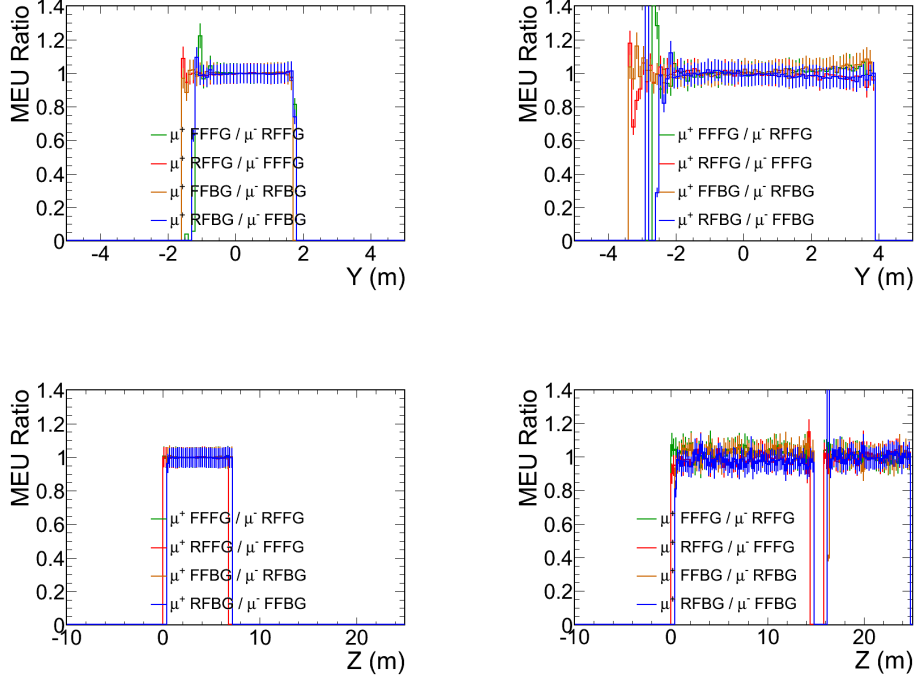 MEU Ratio
1.4
1.2
1
0.8
0.6
0.4
0.2
0
μ+ FFFG / μ- RFFG
μ+ RFFG / μ- FFFG
μ+ FFBG / μ- RFBG
μ+ RFBG / μ- FFBG
-4 -2 0 2 4
Y (m)
MEU Ratio
1.4
1.2
1
0.8
0.6
0.4
0.2
0
μ+ FFFG / μ- RFFG
μ+ RFFG / μ- FFFG
μ+ FFBG / μ- RFBG
μ+ RFBG / μ- FFBG
-4 -2 0 2 4
Y (m)
MEU Ratio
1.4
1.2
1
0.8
0.6
0.4
0.2
0
μ+ FFFG / μ- RFFG
μ+ RFFG / μ- FFFG
μ+ FFBG / μ- RFBG
μ+ RFBG / μ- FFBG
-10 0 10 20
Z (m)
MEU Ratio
1.4
1.2
1
0.8
0.6
0.4
0.2
0
μ+ FFFG / μ- RFFG
μ+ RFFG / μ- FFFG
μ+ FFBG / μ- RFBG
μ+ RFBG / μ- FFBG
-10 0 10 20
Z (m)